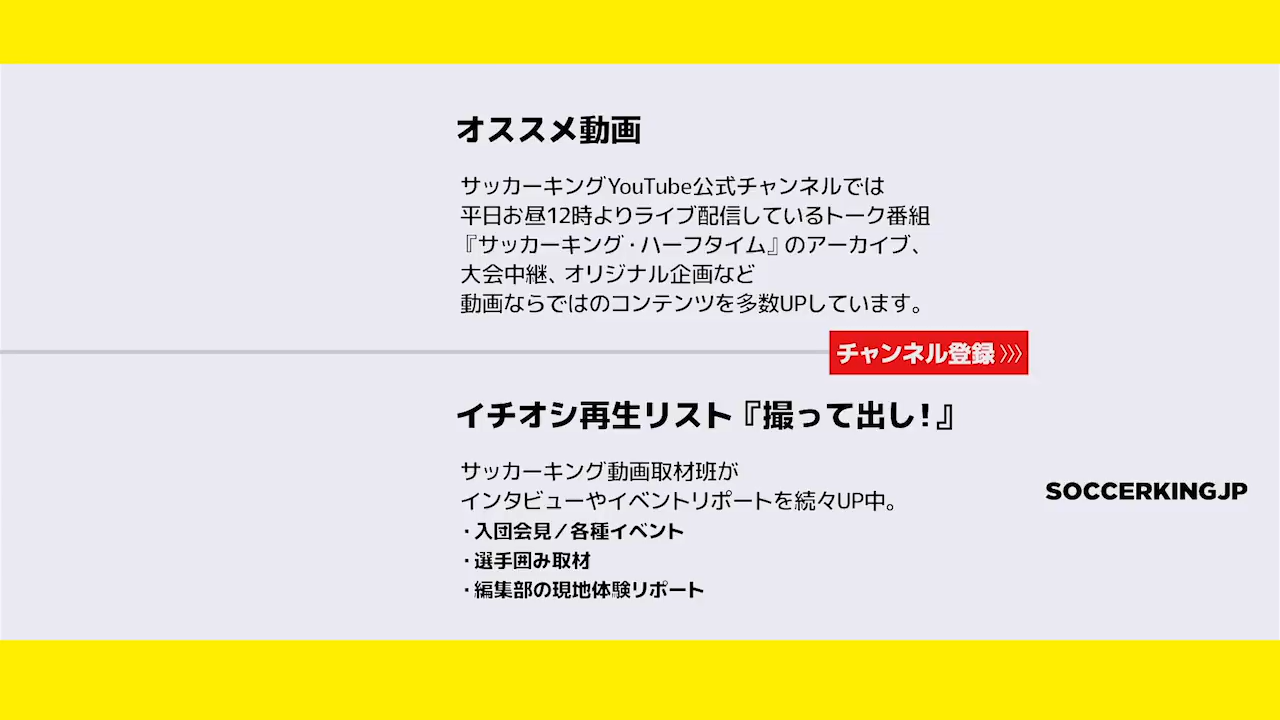 オススメ動画
サッカーキングYouTube公式チャンネルでは
平日お昼12時よりライブ配信しているトーク番組
『サッカーキング・ハーフタイム』のアーカイブ、
大会中継、オリジナル企画など
動画ならではのコンテンツを多数UPしています。
チャンネル登録》〉
イチオシ再生リスト『撮って出し!』
サッカーキング動画取材班が
インタビューやイベントリポートを続々UP中。
・入団会見／各種イベント
・選手囲み取材
・編集部の現地体験リポート
SOCCERKINGJP